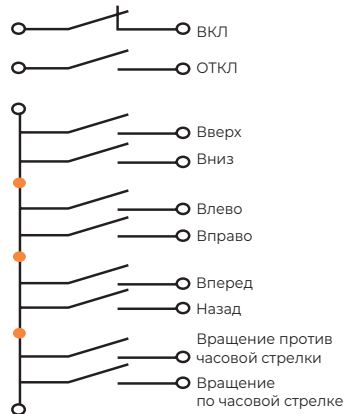 ВКЛ
ОТКЛ
Вверх
Вниз
Влево
Вправо
Вперед
Назад
Вращение против
часовой стрелки
Вращение
по часовой стрелке